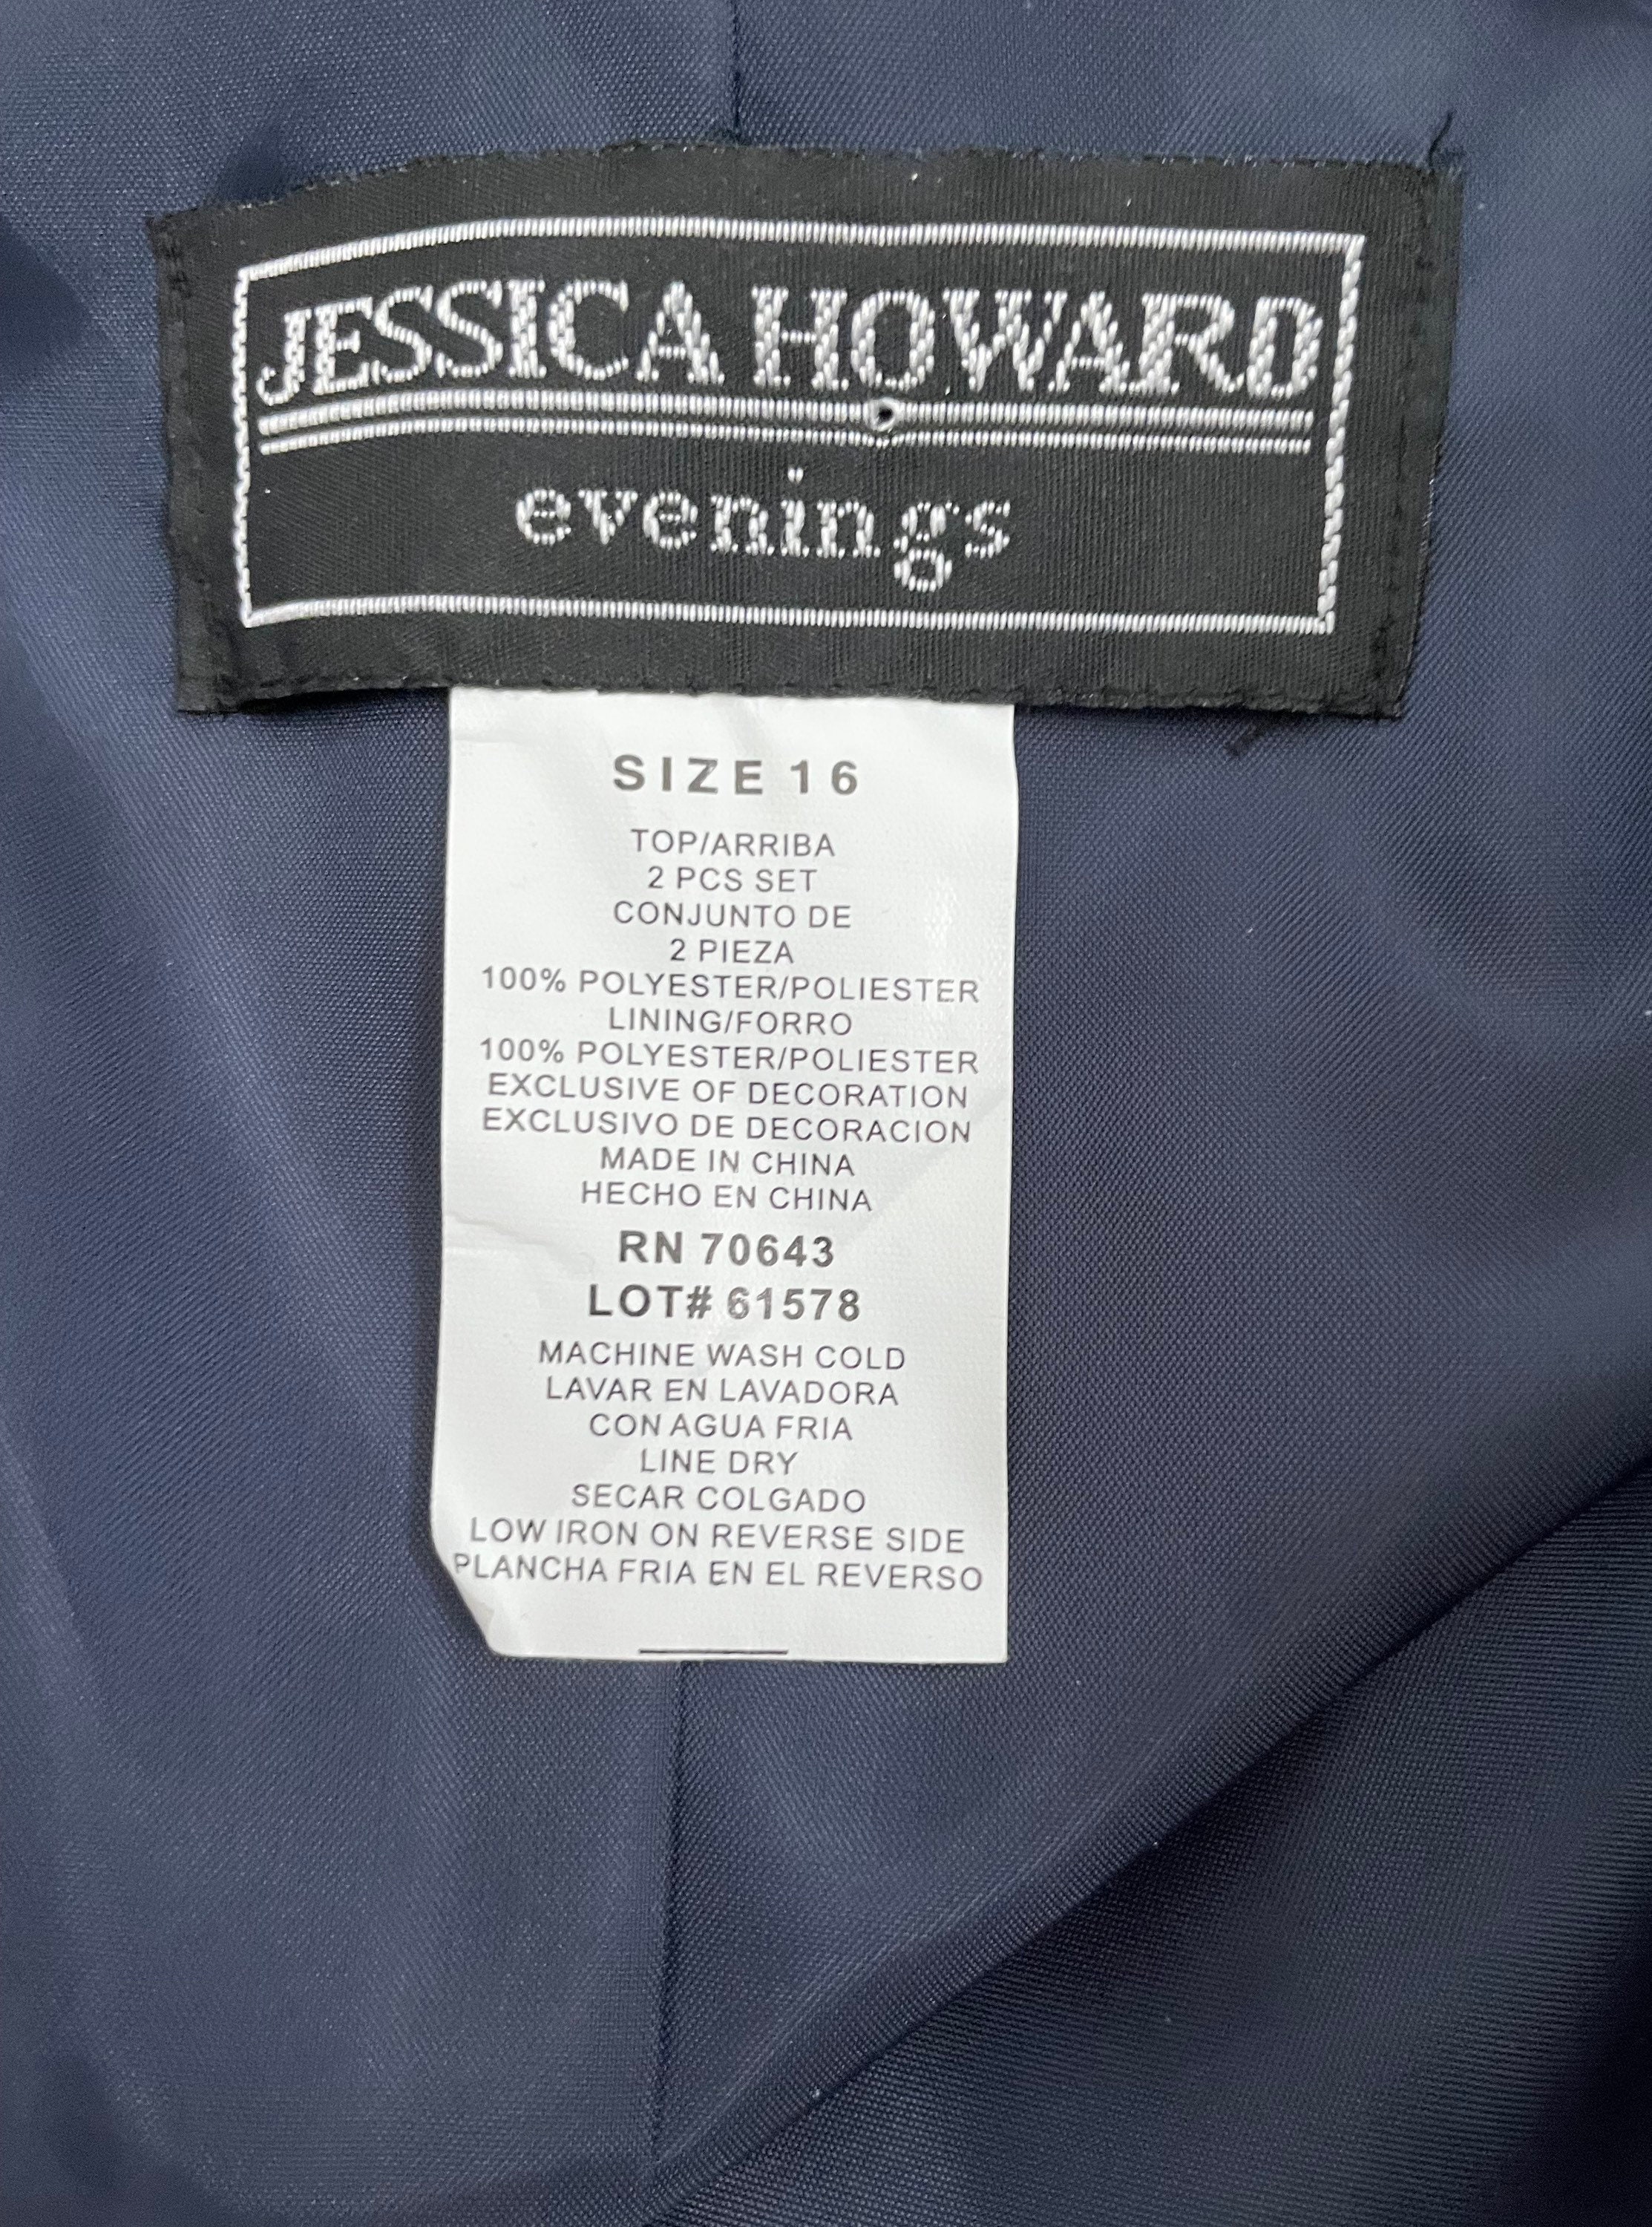 JESSICA HOWARD
evenings
SIZE 16
TOP/ARRIBA
2 PCS SET
CONJUNTO DE
2 PIEZA
100% POLYESTER/POLIESTER
LINING/FORRO
100% POLYESTER/POLIESTER
EXCLUSIVE OF DECORATION
EXCLUSIVO DE DECORACION
MADE IN CHINA
HECHO EN CHINA
RN 70643
LOT# 61578
MACHINE WASH COLD
LAVAR EN LAVADORA
CON AGUA FRIA
LINE DRY
SECAR COLGADO
LOW IRON ON REVERSE SIDE
PLANCHA FRIA EN EL REVERSO